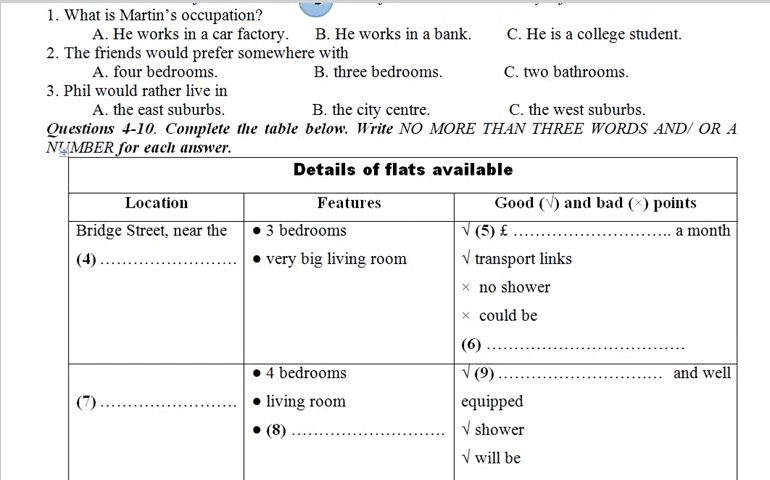 1. What is Martin's occupation?
A. He works in a car factory. B. He works in a bank. C. He is a college student.
2. The friends would prefer somewhere with
A. four bedrooms. B. three bedrooms. C. two bathrooms.
3. Phil would rather live in
A. the east suburbs. B. the city centre. C. the west suburbs.
Questions 4-10. Complete the table below. Write NO MORE THAN THREE WORDS AND/ OR A
NUMBER for each answer.
Details of flats available
Location Features Good (√) and bad (×) points
Bridge Street, near the
(4) ........................
● 3 bedrooms
● very big living room
√ (5) £ ........................... a month
√ transport links
× no shower
× could be
(6) ...................................
(7) ........................
● 4 bedrooms
● living room
● (8) ...........................
√ (9) ............................. and well
equipped
√ shower
√ will be